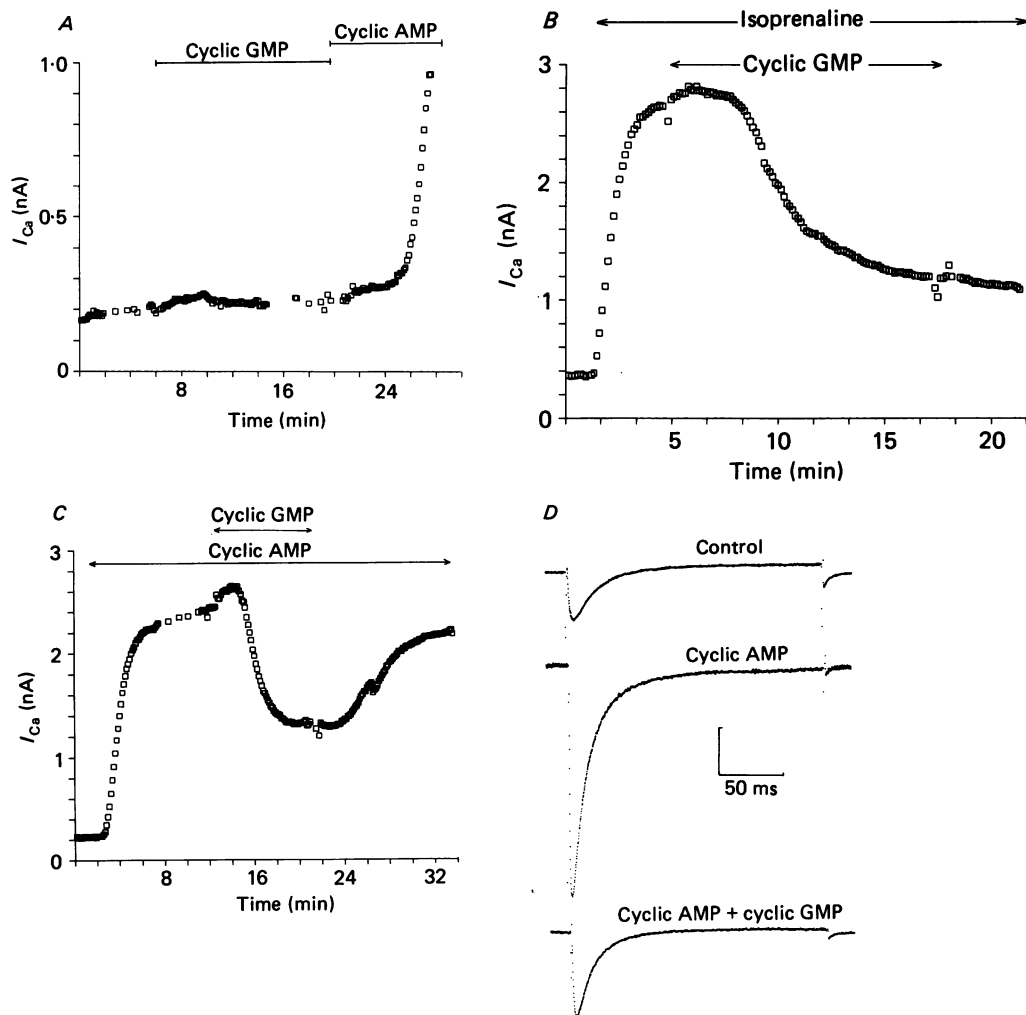 A
Cyclic AMP
Cyclic GMP
1·0
0·5
0
I_Ca (nA)
8
16
24
Time (min)
B
Isoprenaline
Cyclic GMP
3
2
1
0
I_Ca (nA)
5
10
15
20
Time (min)
C
Cyclic GMP
Cyclic AMP
3
2
1
0
I_Ca (nA)
8
16
24
32
Time (min)
D
Control
Cyclic AMP
50 ms
Cyclic AMP + cyclic GMP